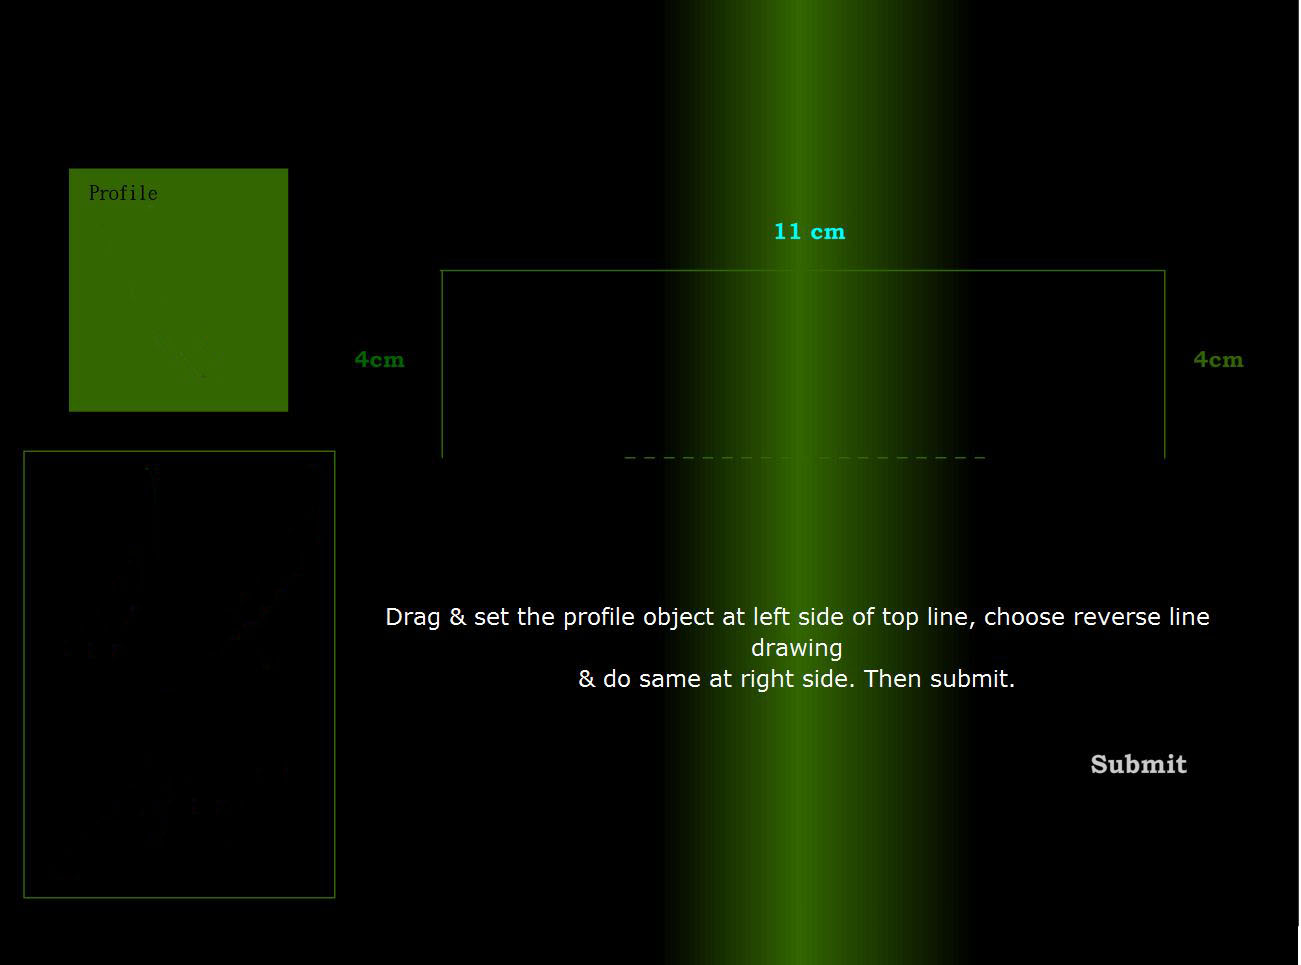 Profile
11 cm
4cm
4cm
Drag & set the profile object at left side of top line, choose reverse line
drawing
& do same at right side. Then submit.
Submit